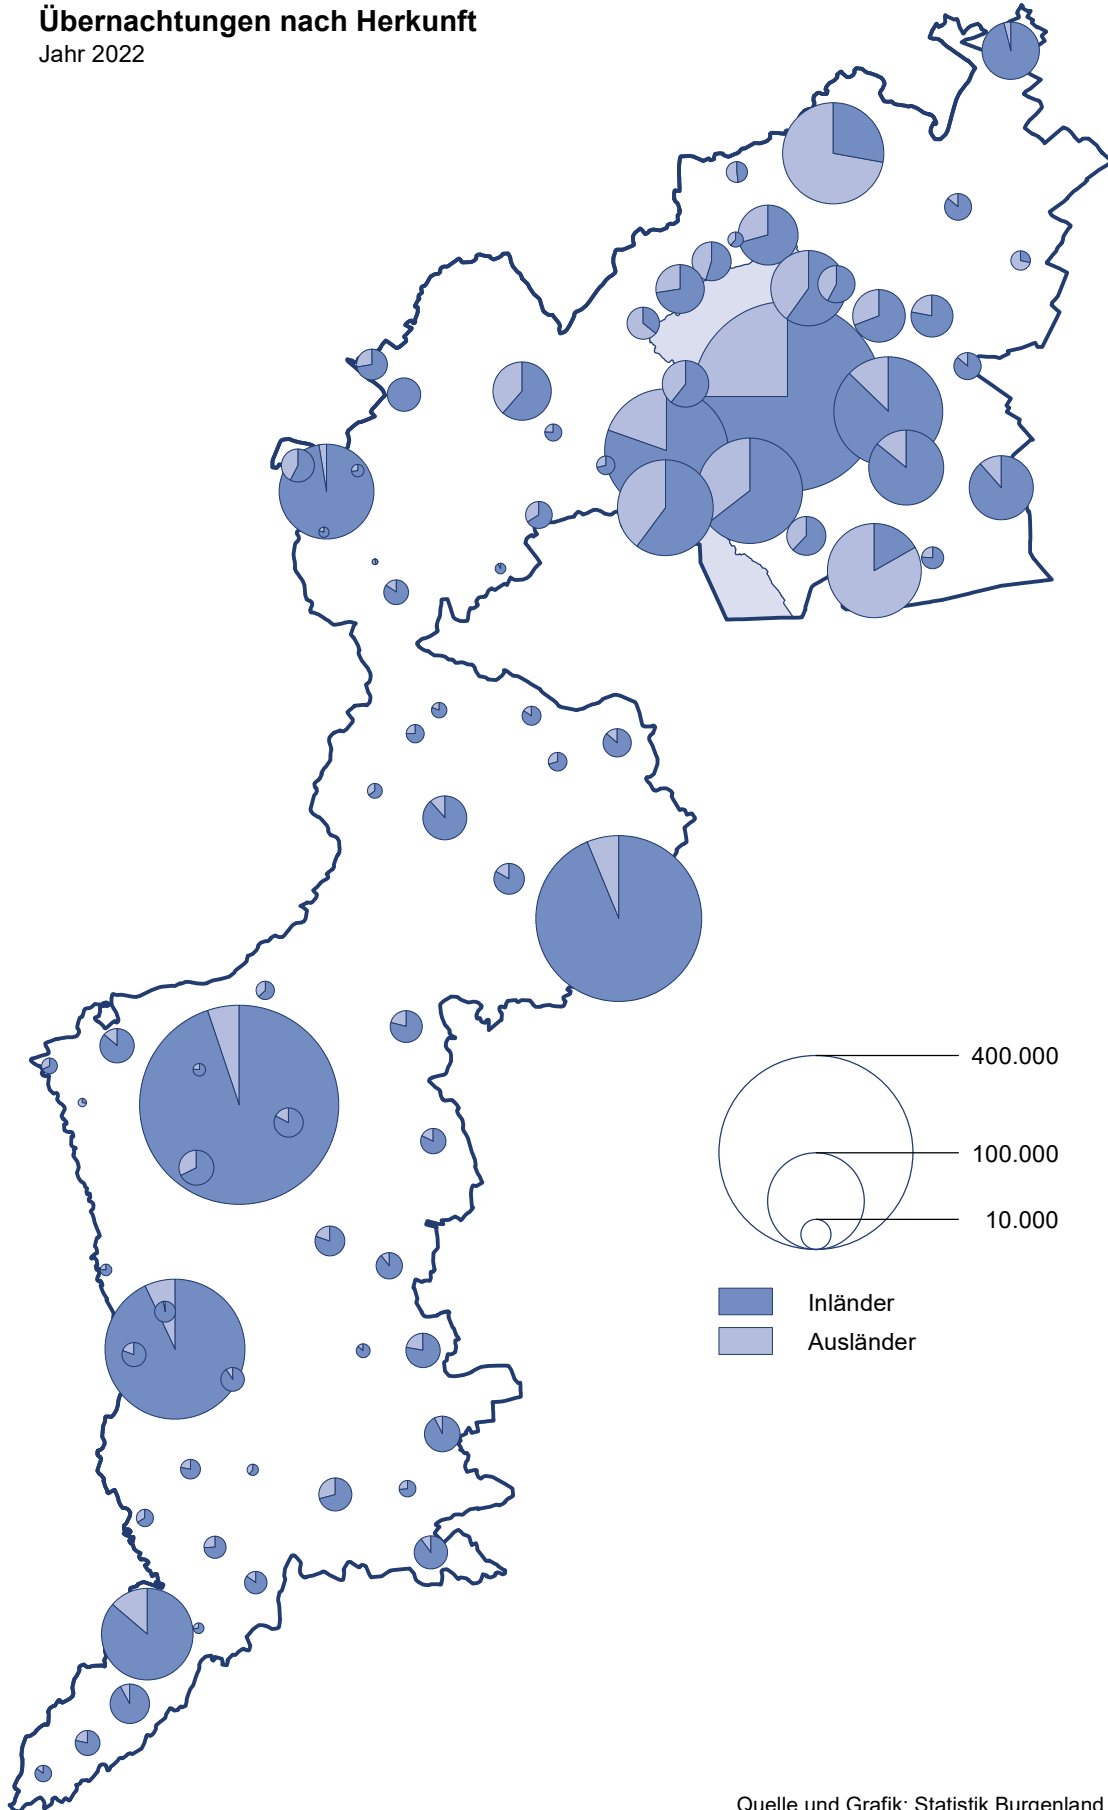 Übernachtungen nach Herkunft
Jahr 2022
400.000
100.000
10.000
Inländer
Ausländer
Quelle und Grafik: Statistik Burgenland